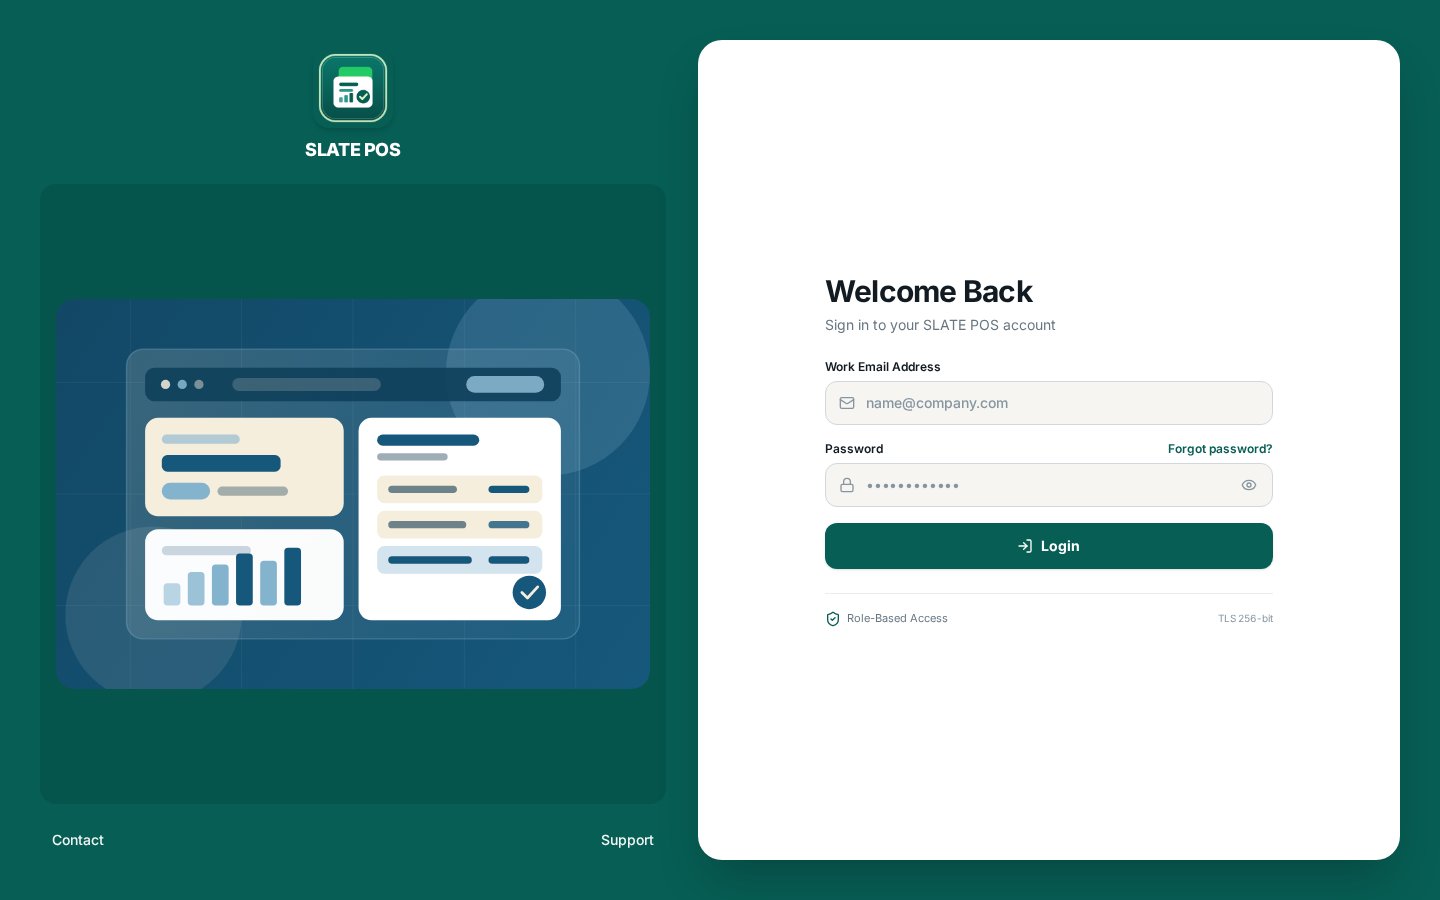 SLATE POS
Contact
Support
Welcome Back
Sign in to your SLATE POS account
Work Email Address
name@company.com
Password
Forgot password?
••••••••••••
Login
Role-Based Access
TLS 256-bit